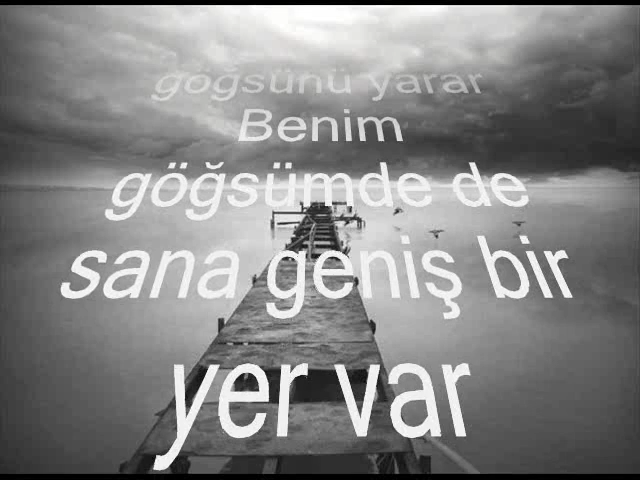 göğsünü yarar
Benim
göğsümde de
sana geniş bir
yer var